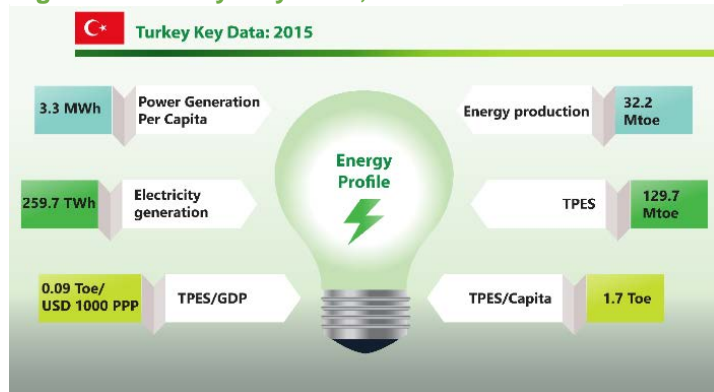 Turkey Key Data: 2015
3.3 MWh
Power Generation
Per Capita
Energy production
32.2
Mtoe
Energy
Profile
259.7 TWh
Electricity
generation
TPES
129.7
Mtoe
0.09 Toe/
USD 1000 PPP
TPES/GDP
TPES/Capita
1.7 Toe